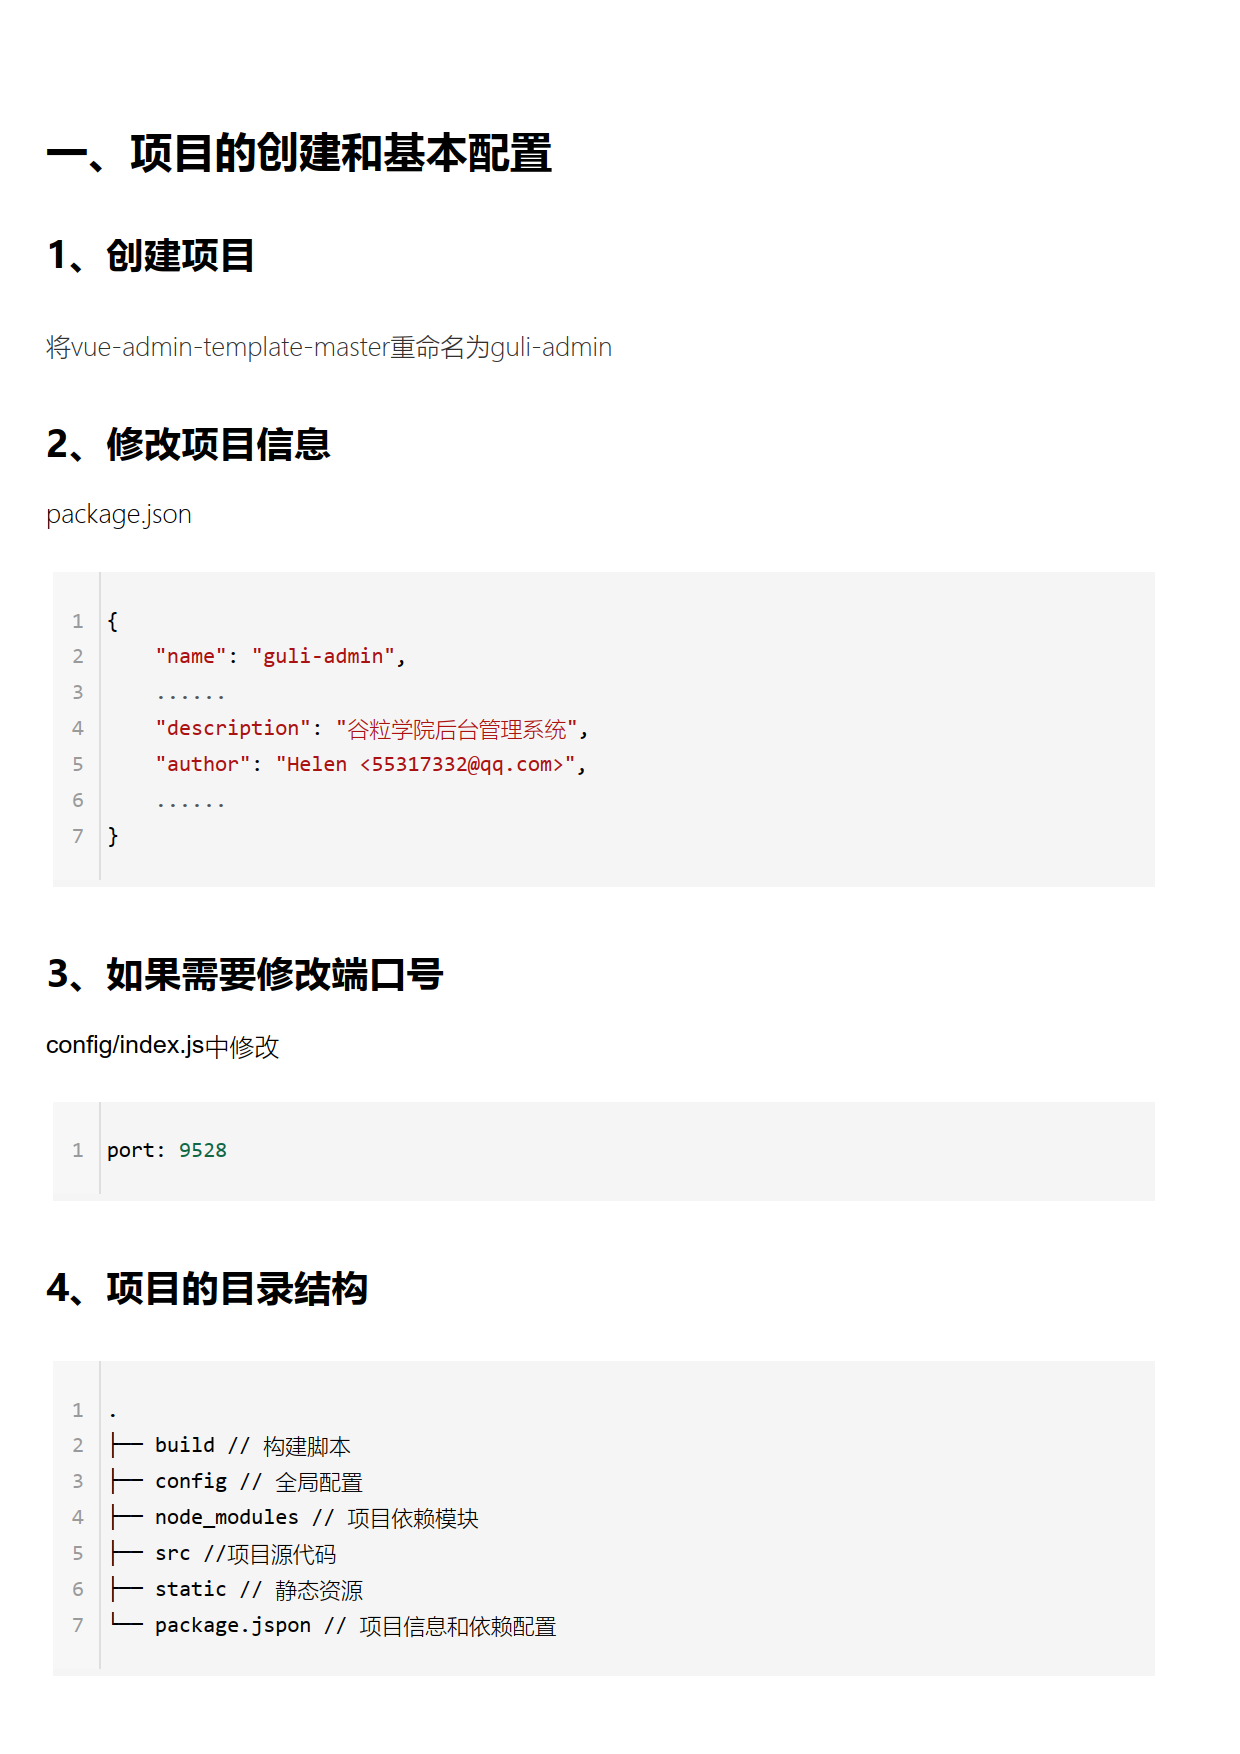 一、项目的创建和基本配置
1、创建项目
将vue-admin-template-master重命名为guli-admin
2、修改项目信息
package.json
1 {
2     "name": "guli-admin",
3     ......
4     "description": "谷粒学院后台管理系统",
5     "author": "Helen <55317332@qq.com>",
6     ......
7 }
3、如果需要修改端口号
config/index.js中修改
1 port: 9528
4、项目的目录结构
1 .
2 ├── build // 构建脚本
3 ├── config // 全局配置
4 ├── node_modules // 项目依赖模块
5 ├── src //项目源代码
6 ├── static // 静态资源
7 └── package.jspon // 项目信息和依赖配置